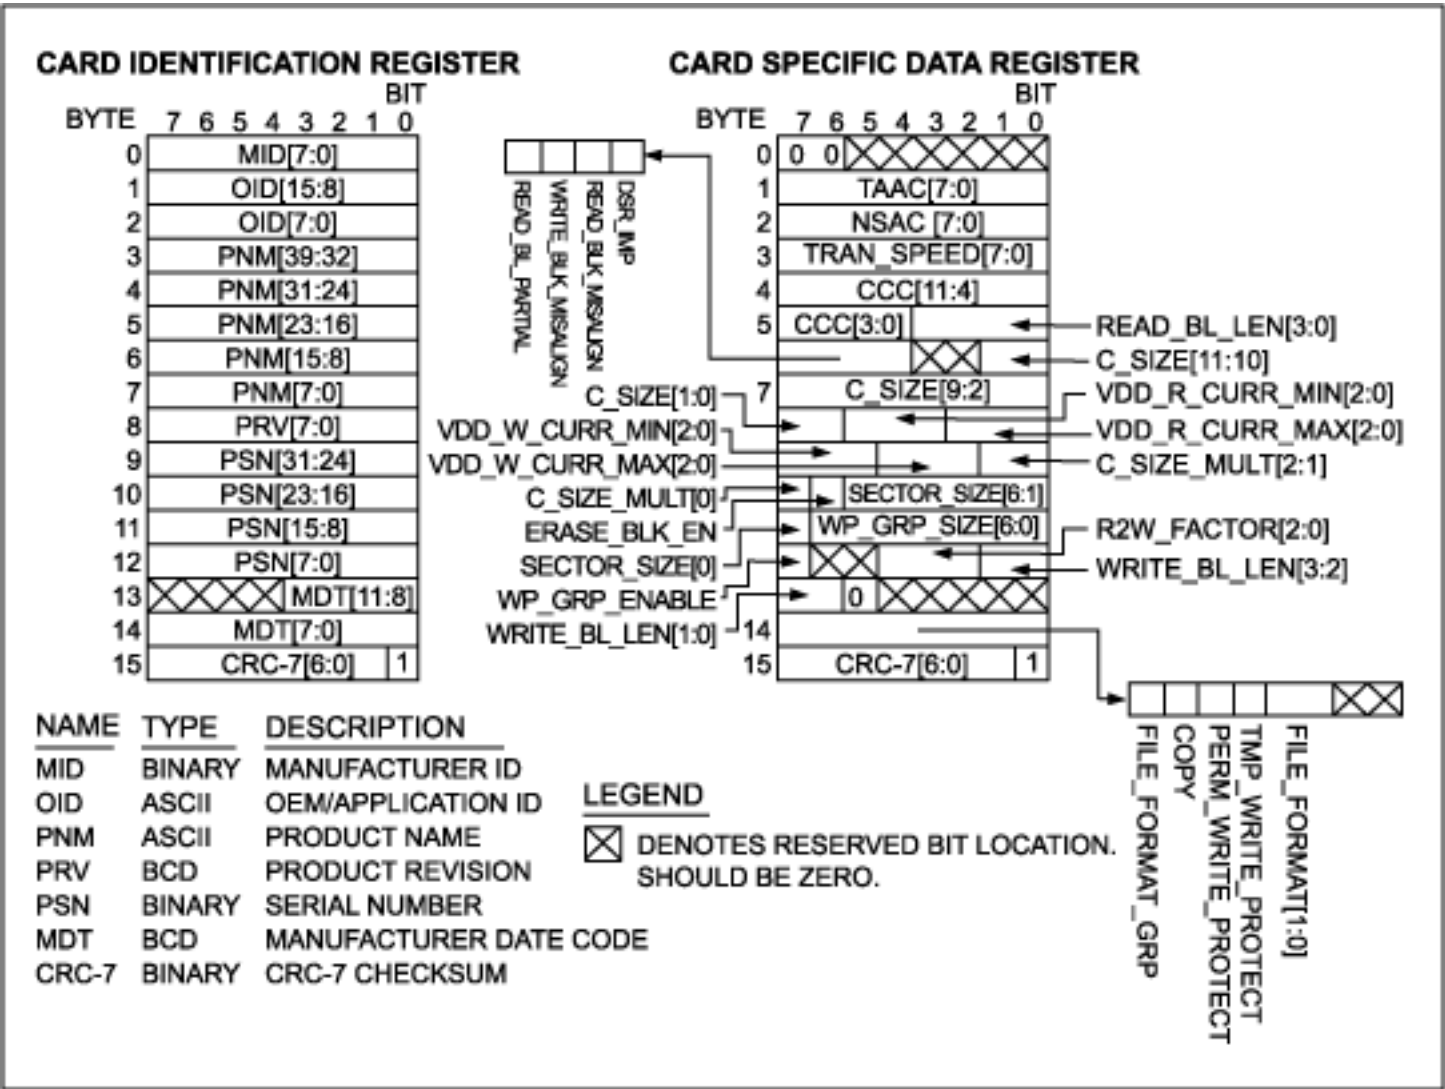 CARD IDENTIFICATION REGISTER
BIT
BYTE 7 6 5 4 3 2 1 0
0 MID[7:0]
1 OID[15:8]
2 OID[7:0]
3 PNM[39:32]
4 PNM[31:24]
5 PNM[23:16]
6 PNM[15:8]
7 PNM[7:0]
8 PRV[7:0]
9 PSN[31:24]
10 PSN[23:16]
11 PSN[15:8]
12 PSN[7:0]
13 MDT[11:8]
14 MDT[7:0]
15 CRC-7[6:0] 1
CARD SPECIFIC DATA REGISTER
BIT
BYTE 7 6 5 4 3 2 1 0
0 0 0
1 TAAC[7:0]
2 NSAC [7:0]
3 TRAN_SPEED[7:0]
4 CCC[11:4]
5 CCC[3:0] READ_BL_LEN[3:0]
6 C_SIZE[11:10]
READ_BL_PARTIAL
WRITE_BLK_MISALIGN
READ_BLK_MISALIGN
DSR_IMP
7 C_SIZE[9:2]
C_SIZE[1:0]
VDD_R_CURR_MIN[2:0]
8
VDD_R_CURR_MAX[2:0]
VDD_W_CURR_MIN[2:0]
9
VDD_W_CURR_MAX[2:0]
C_SIZE_MULT[2:1]
C_SIZE_MULT[0]
10 SECTOR_SIZE[6:1]
ERASE_BLK_EN
11 WP_GRP_SIZE[6:0]
SECTOR_SIZE[0]
R2W_FACTOR[2:0]
12
WP_GRP_ENABLE
WRITE_BL_LEN[3:2]
13 0
WRITE_BL_LEN[1:0]
14
15 CRC-7[6:0] 1
FILE_FORMAT_GRP
COPY
PERM_WRITE_PROTECT
TMP_WRITE_PROTECT
FILE_FORMAT[1:0]
NAME TYPE DESCRIPTION
MID BINARY MANUFACTURER ID
OID ASCII OEM/APPLICATION ID
PNM ASCII PRODUCT NAME
PRV BCD PRODUCT REVISION
PSN BINARY SERIAL NUMBER
MDT BCD MANUFACTURER DATE CODE
CRC-7 BINARY CRC-7 CHECKSUM
LEGEND
DENOTES RESERVED BIT LOCATION.
SHOULD BE ZERO.